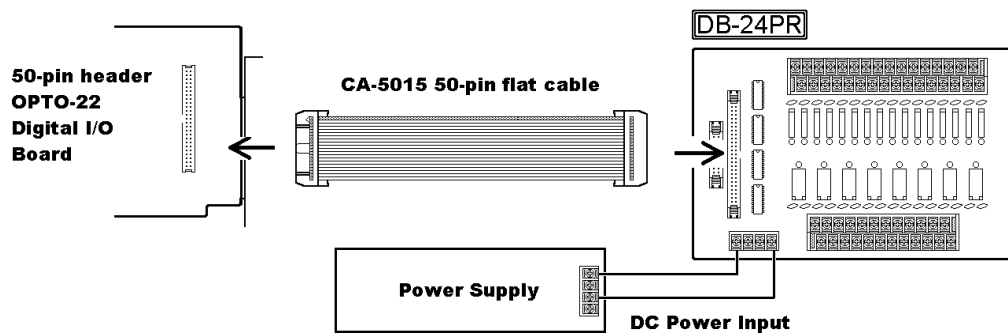 DB-24PR
50-pin header
OPTO-22
Digital I/O
Board
CA-5015 50-pin flat cable
Power Supply
DC Power Input